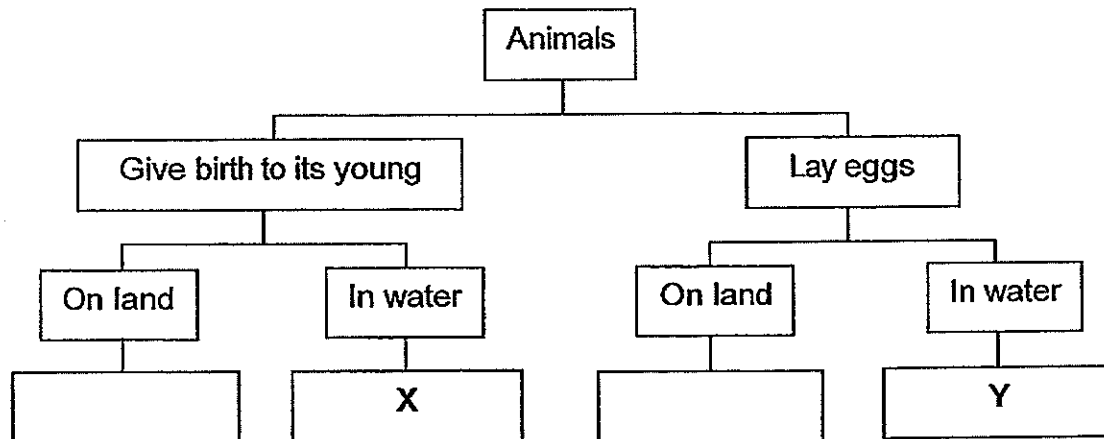 Animals
Give birth to its young
Lay eggs
On land
In water
On land
In water
X
Y